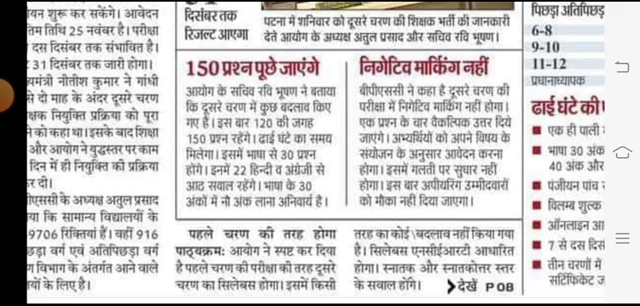 यन शुरू कर सकेंगे। आवेदन
तिम तिथि 25 नवंबर है। परीक्षा
दस दिसंबर तक संभावित है।
31 दिसंबर तक जारी होगा।
यमंत्री नीतीश कुमार ने गांधी
से दो माह के अंदर दूसरे चरण
क्षक नियुक्ति प्रक्रिया को पूरा
ने को कहा था। इसके बाद शिक्षा
और आयोग ने युद्धस्तर पर काम
दिन में ही नियुक्ति की प्रक्रिया
कर दी।
पीएससी के अध्यक्ष अतुल प्रसाद
या कि सामान्य विद्यालयों के
9706 रिक्तियां हैं। वहीं 916
छड़ा वर्ग एवं अतिपिछड़ा वर्ग
ण विभाग के अंतर्गत आने वाले
यों के लिए है।
दिसंबर तक
रिजल्ट आएगा
पटना में शनिवार को दूसरे चरण की शिक्षक भर्ती की जानकारी
देते आयोग के अध्यक्ष अतुल प्रसाद और सचिव रवि भूषण।
150 प्रश्न पूछे जाएंगे
आयोग के सचिव रवि भूषण ने बताया
कि दूसरे चरण में कुछ बदलाव किए
गए हैं। इस बार 120 की जगह
150 प्रश्न रहेंगे। ढाई घंटे का समय
मिलेगा। इसमें भाषा से 30 प्रश्न
होंगे। इनमें 22 हिन्दी व अंग्रेजी से
आठ सवाल रहेंगे। भाषा के 30
अंकों में नौ अंक लाना अनिवार्य है।
निगेटिव मार्किंग नहीं
बीपीएससी ने कहा है दूसरे चरण की
परीक्षा में निगेटिव मार्किंग नहीं होगा।
एक प्रश्न के चार वैकल्पिक उत्तर दिये
जाएंगे। अभ्यर्थियों को अपने विषय के
संयोजन के अनुसार आवेदन करना
होगा। इसमें गलती पर सुधार नहीं
होगा। इस बार अपीयरिंग उम्मीदवारों
को मौका नहीं दिया जाएगा।
पहले चरण की तरह होगा
पाठ्यक्रम: आयोग ने स्पष्ट कर दिया
है पहले चरण की परीक्षा की तरह दूसरे
चरण का सिलेबस होगा। इसमें किसी
तरह का कोई बदलाव नहीं किया गया
है। सिलेबस एनसीईआरटी आधारित
होगा। स्नातक और स्नातकोत्तर स्तर
के सवाल होंगे। देखें P08
पिछड़ा अतिपिछड़
6-8
9-10
11-12
प्रधानाध्यापक
ढाई घंटे की
एक ही पाली
भाषा 30 अंक
40 अंक और
पंजीयन पांच
विलम्ब शुल्क
ऑनलाइन आ
7 से दस दिस
तीन चरणों में
सर्टिफिकेट ज